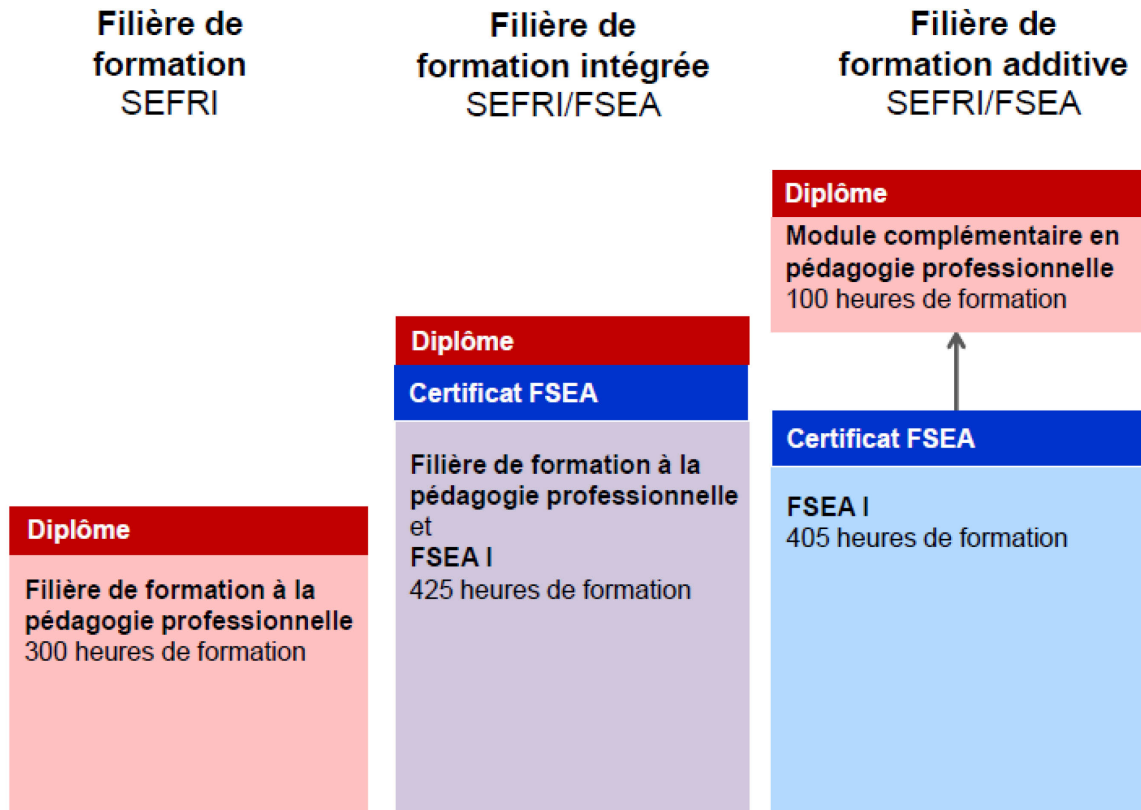 Filière de
formation
SEFRI
Filière de
formation intégrée
SEFRI/FSEA
Filière de
formation additive
SEFRI/FSEA
Diplôme
Filière de formation à la
pédagogie professionnelle
300 heures de formation
Diplôme
Certificat FSEA
Filière de formation à la
pédagogie professionnelle
et
FSEA I
425 heures de formation
Diplôme
Module complémentaire en
pédagogie professionnelle
100 heures de formation
Certificat FSEA
FSEA I
405 heures de formation